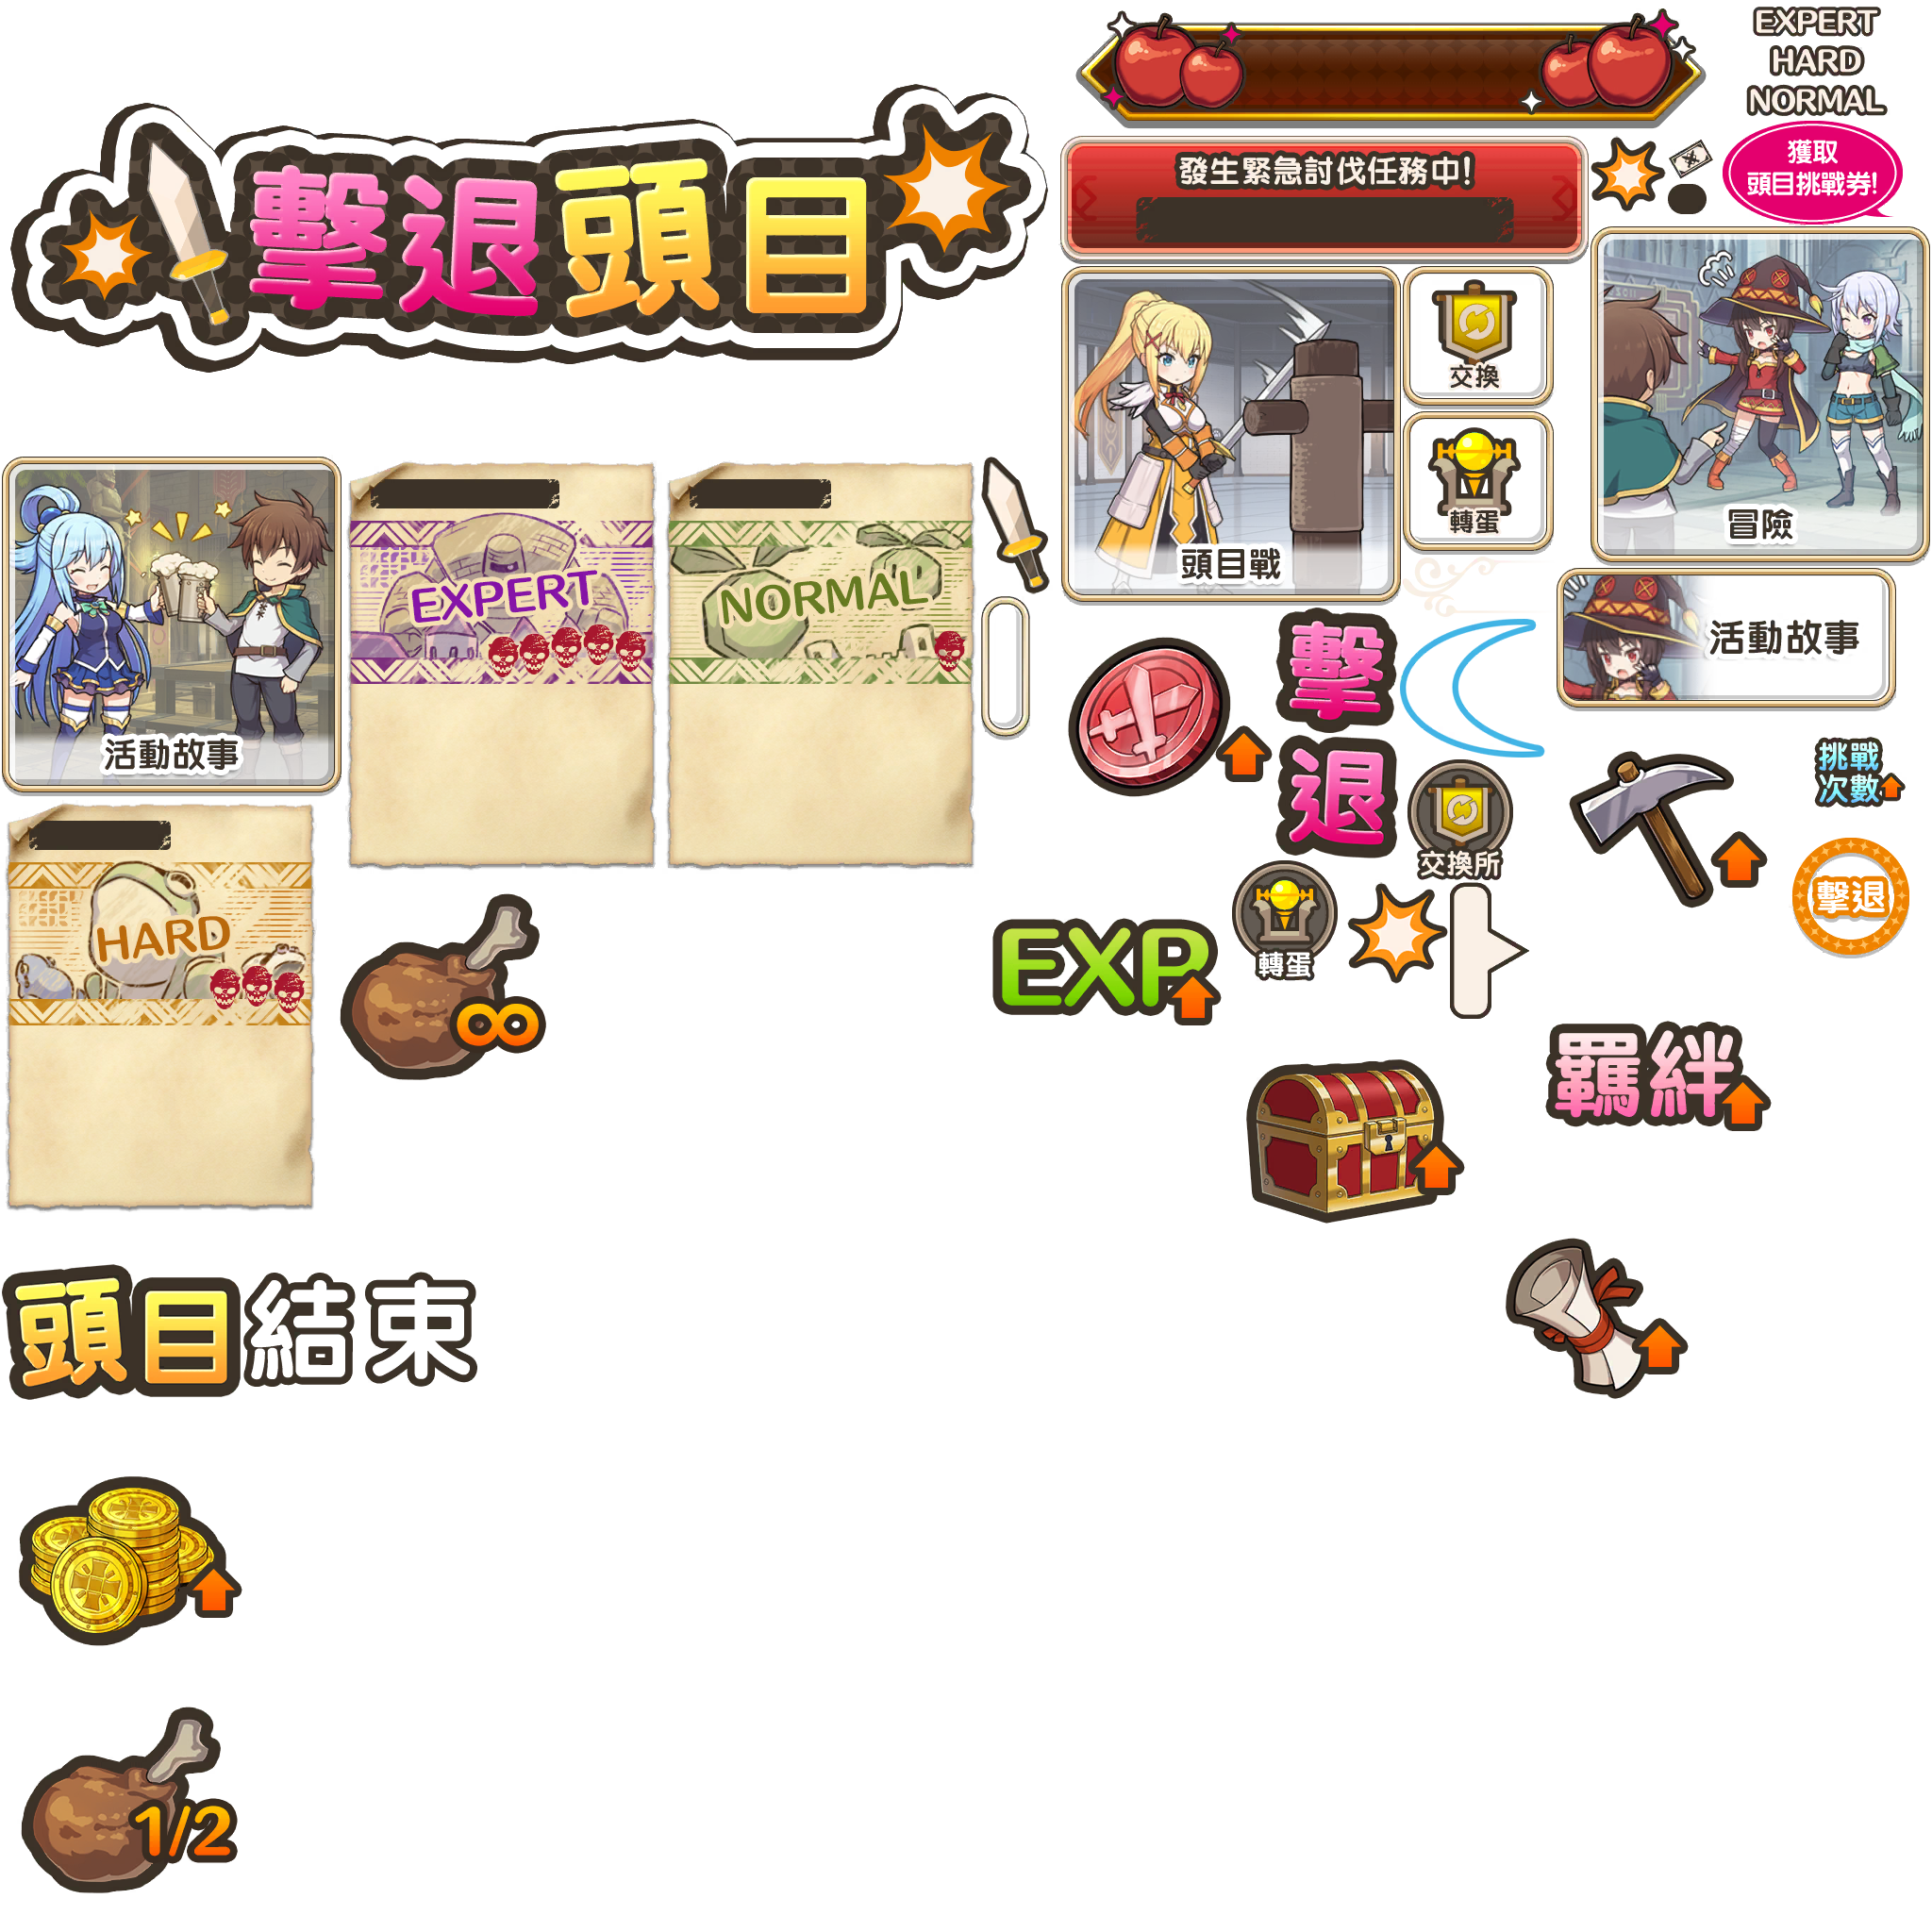 EXPERT
HARD
NORMAL
獲取
頭目挑戰券!
發生緊急討伐任務中!
擊退頭目
交換
轉蛋
頭目戰
冒險
活動故事
EXPERT
NORMAL
活動故事
HARD
擊
退
挑戰
次數
交換所
擊退
轉蛋
EXP
∞
羈絆
頭目結束
1/2